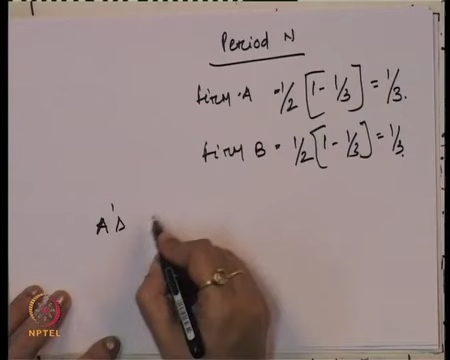 Period N
firm A = 1/2 [1 - 1/3] = 1/3.
firm B = 1/2 [1 - 1/3] = 1/3.
A's
NPTEL